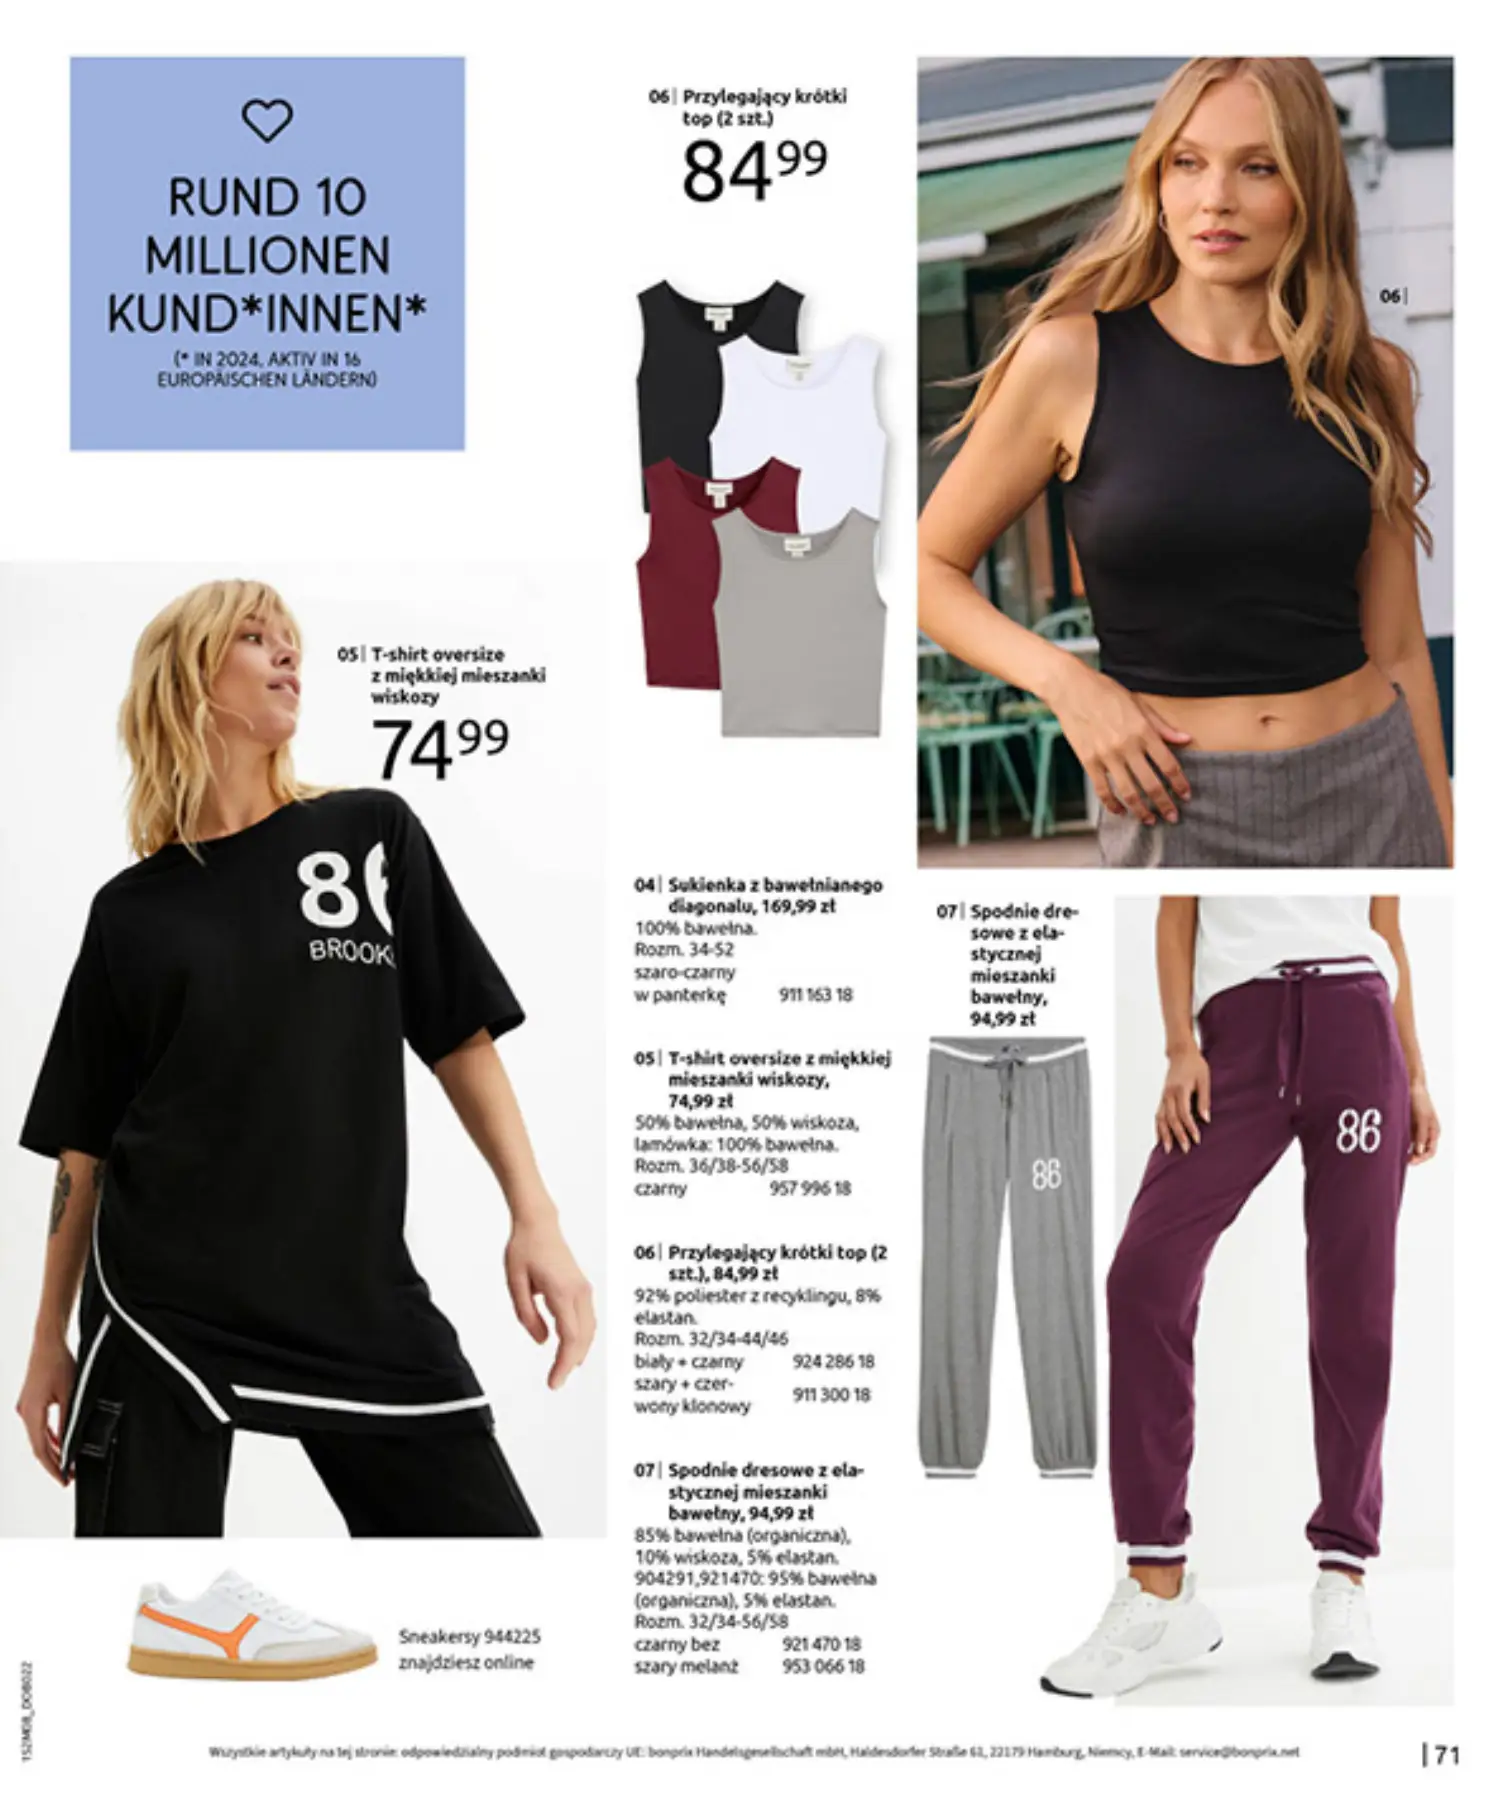 RUND 10
MILLIONEN
KUND*INNEN*
(* IN 2024, AKTIV IN 16
EUROPÄISCHEN LÄNDERN)
06| Przylegający krótki
top (2 szt.)
84⁹⁹
06|
05| T-shirt oversize
z miękkiej mieszanki
wiskozy
74⁹⁹
86
BROOK
04| Sukienka z bawełnianego
diagonalu, 169,99 zł
100% bawełna.
Rozm. 34-52
szaro-czarny
w panterkę 911 163 18
05| T-shirt oversize z miękkiej
mieszanki wiskozy,
74,99 zł
50% bawełna, 50% wiskoza,
lamówka: 100% bawełna.
Rozm. 36/38-56/58
czarny 957 996 18
06| Przylegający krótki top (2
szt.), 84,99 zł
92% poliester z recyklingu, 8%
elastan.
Rozm. 32/34-44/46
biały + czarny 924 286 18
szary + czer-
wony klonowy 911 300 18
07| Spodnie dresowe z ela-
stycznej mieszanki
bawełny, 94,99 zł
85% bawełna (organiczna),
10% wiskoza, 5% elastan.
904291,921470: 95% bawełna
(organiczna), 5% elastan.
Rozm. 32/34-56/58
czarny bez 921 470 18
szary melanż 953 066 18
07| Spodnie dre-
sowe z ela-
stycznej
mieszanki
bawełny,
94,99 zł
86
86
Sneakersy 944225
znajdziesz online
152M08_DOB022
Wszystkie artykuły na tej stronie: odpowiedzialny podmiot gospodarczy UE: bonprix Handelsgesellschaft mbH, Haldesdorfer Straße 61, 22179 Hamburg, Niemcy, E-Mail: service@bonprix.net
| 71